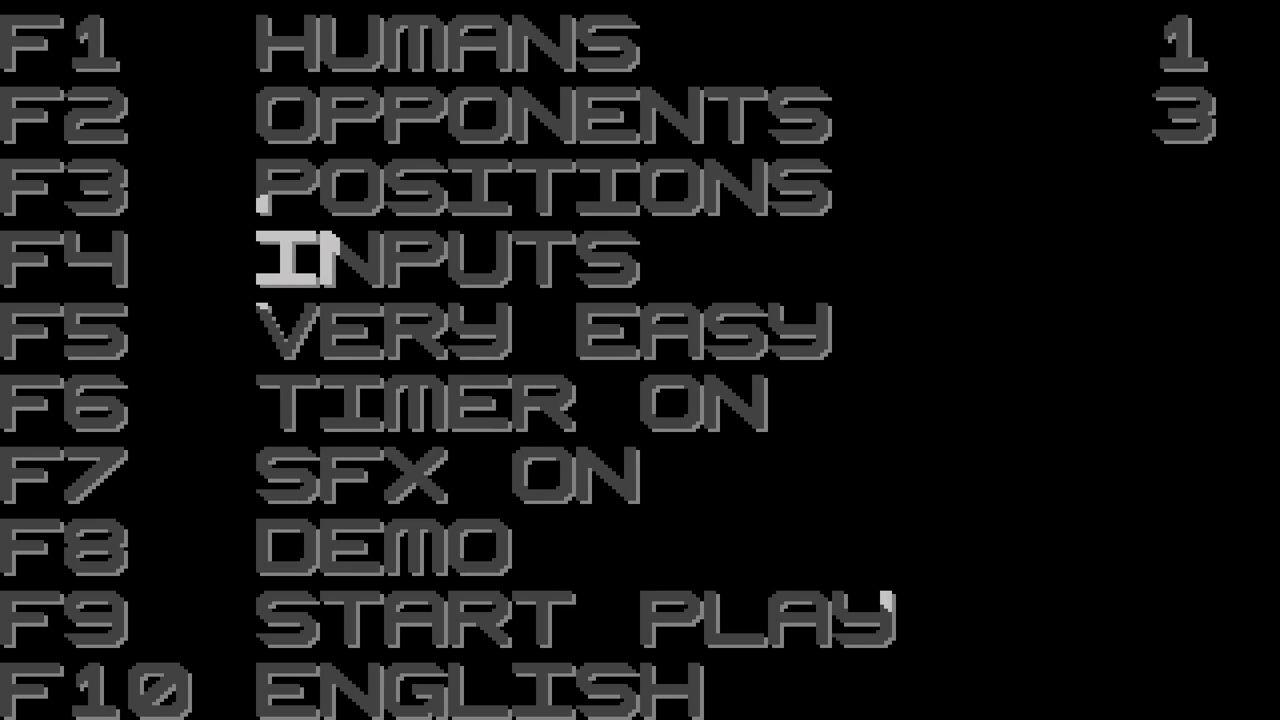 F1 HUMANS 1
F2 OPPONENTS 3
F3 POSITIONS
F4 INPUTS
F5 VERY EASY
F6 TIMER ON
F7 SFX ON
F8 DEMO
F9 START PLAY
F10 ENGLISH